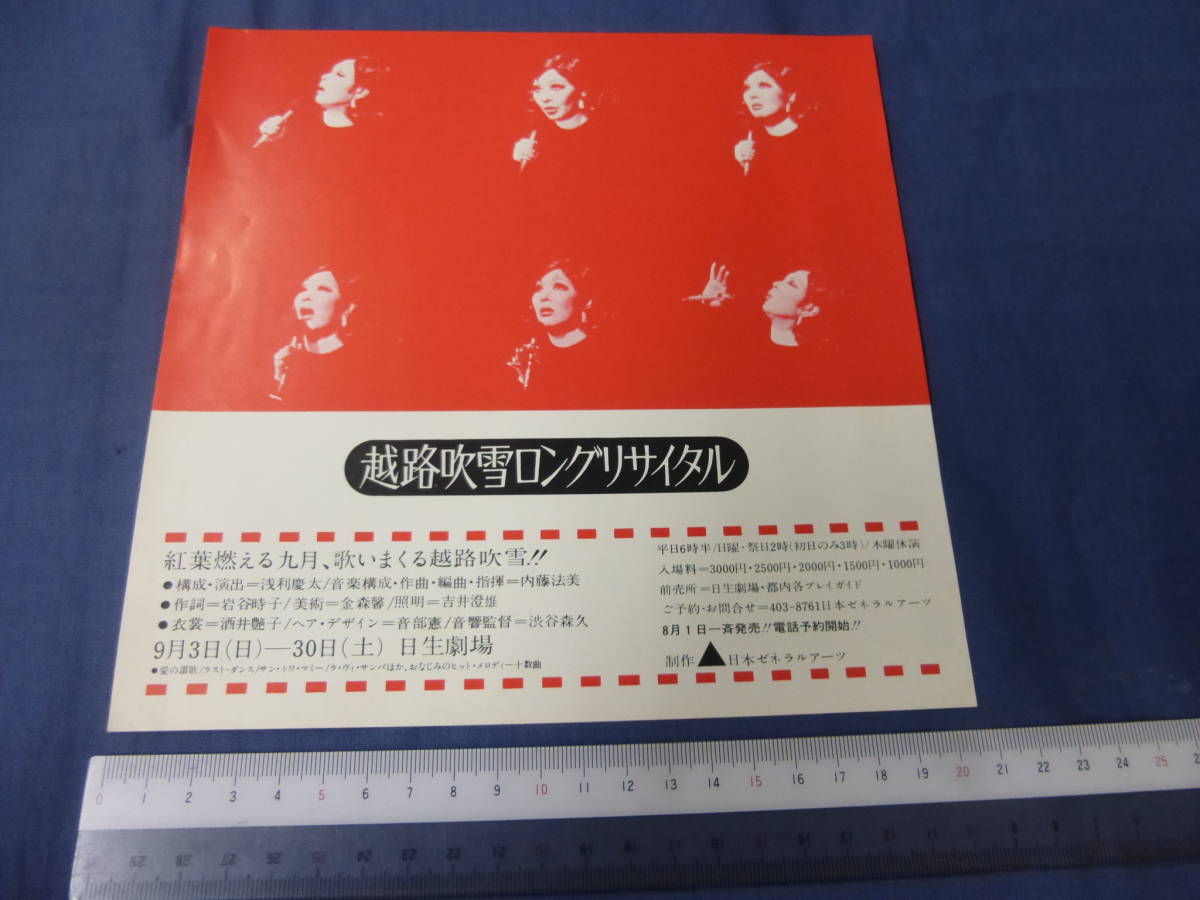 越路吹雪ロングリサイタル
紅葉燃える九月、歌いまくる越路吹雪!!
●構成・演出=浅利慶太/音楽構成・作曲・編曲・指揮=内藤法美
●作詞=岩谷時子/美術=金森馨/照明=吉井澄雄
●衣裳=酒井艶子/ヘア・デザイン=音部憲/音響監督=渋谷森久
9月3日(日)—30日(土) 日生劇場
●愛の讃歌/ラスト・ダンス/サン・トワ・マミー/ラ・ヴィ・サンバほか、おなじみのヒット・メロディー十数曲
平日6時半/日曜・祭日2時(初日のみ3時)/木曜休演
入場料=3000円・2500円・2000円・1500円・1000円
前売所=日生劇場・都内各プレイガイド
ご予約・お問合せ=403-8761日本ゼネラルアーツ
8月1日一斉発売!!電話予約開始!!
制作▲日本ゼネラルアーツ
0 1 2 3 4 5 6 7 8 9 10 11 12 13 14 15 16 17 18 19 20 21 22 23 24 25